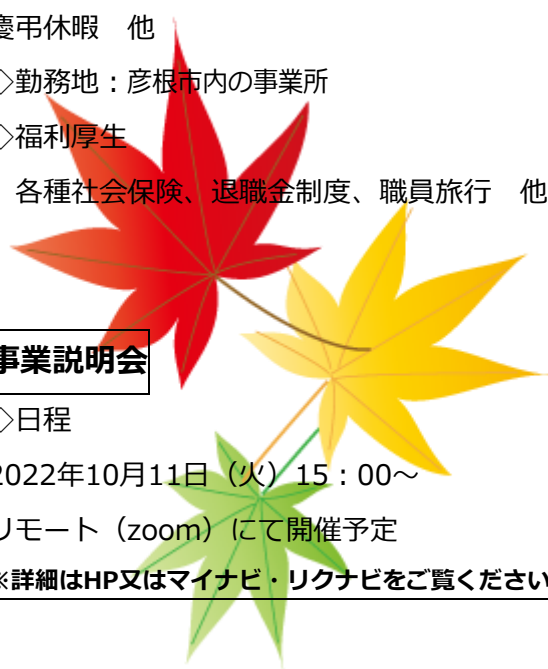 慶弔休暇　他
◇勤務地：彦根市内の事業所
◇福利厚生
各種社会保険、退職金制度、職員旅行　他
事業説明会
◇日程
2022年10月11日（火）15：00～
リモート（zoom）にて開催予定
※詳細はHP又はマイナビ・リクナビをご覧ください